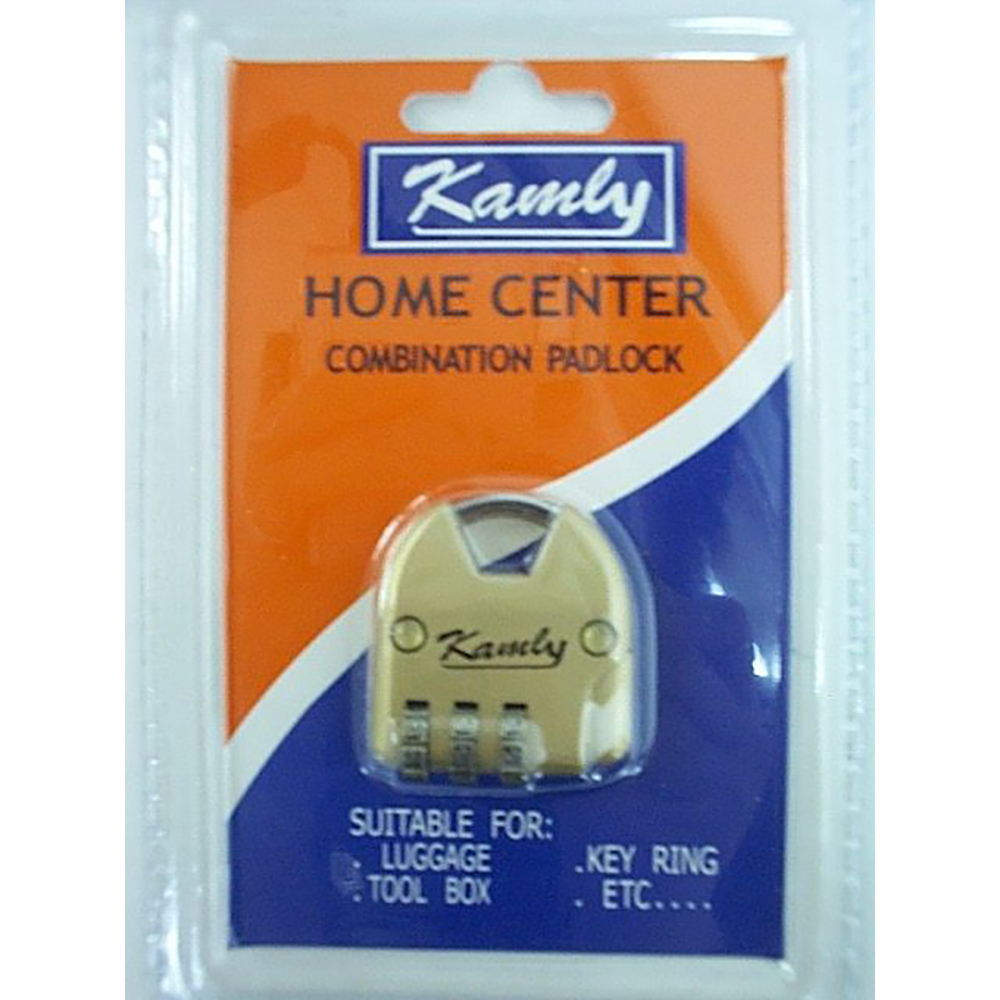 Kamly
HOME CENTER
COMBINATION PADLOCK
Kamly
SUITABLE FOR:
. LUGGAGE .KEY RING
.TOOL BOX . ETC....